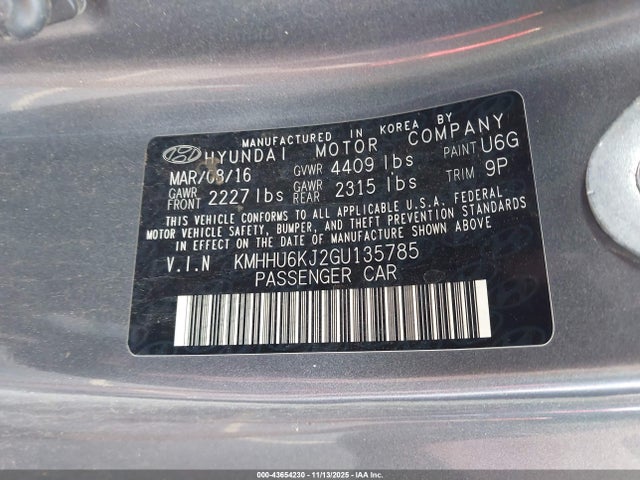 MANUFACTURED IN KOREA BY
HYUNDAI MOTOR COMPANY
MAR/08/16 GVWR 4409 lbs PAINT U6G
GAWR FRONT 2227 lbs GAWR REAR 2315 lbs TRIM 9P
THIS VEHICLE CONFORMS TO ALL APPLICABLE U.S.A. FEDERAL
MOTOR VEHICLE SAFETY, BUMPER, AND THEFT PREVENTION STANDARDS
IN EFFECT ON THE DATE OF MANUFACTURE SHOWN ABOVE
V.I.N KMHHU6KJ2GU135785
PASSENGER CAR
000-43654230 - 11/13/2025 - IAA Inc.